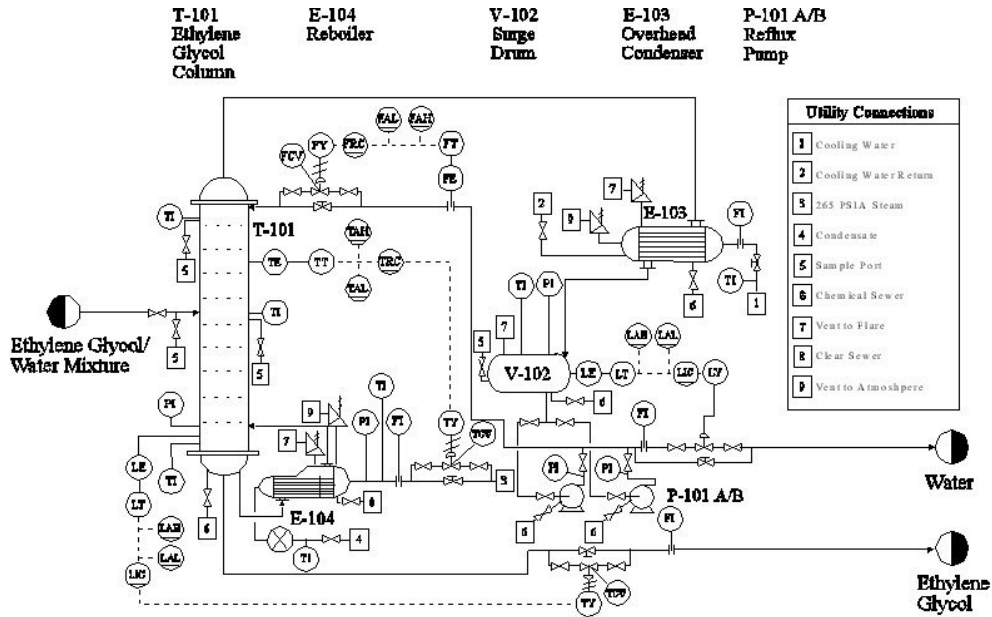 T-101
Ethylene
Glycol
Column
E-104
Reboiler
V-102
Surge
Drum
E-103
Overhead
Condenser
P-101 A/B
Reflux
Pump
Utility Connections
1 Cooling Water
2 Cooling Water Return
3 265 PSIA Steam
4 Condensate
5 Sample Port
6 Chemical Sewer
7 Vent to Flare
8 Clear Sewer
9 Vent to Atmoshpere
FAL
FAH
FCV
FY
FRC
FT
FE
TI
T-101
5
TAH
TE
TT
TRC
TAL
7
9
2
E-103
FI
TI
1
6
TI
PI
7
5
V-102
LE
LT
LAH
LAL
LIC
LV
6
Ethylene Glycol/
Water Mixture
5
TI
5
PI
LE
TI
LT
6
LAH
LAL
LIC
9
7
TI
PI
FI
TY
3
E-104
4
TI
PI
PI
6
6
P-101 A/B
FI
Water
FI
TY
Ethylene
Glycol